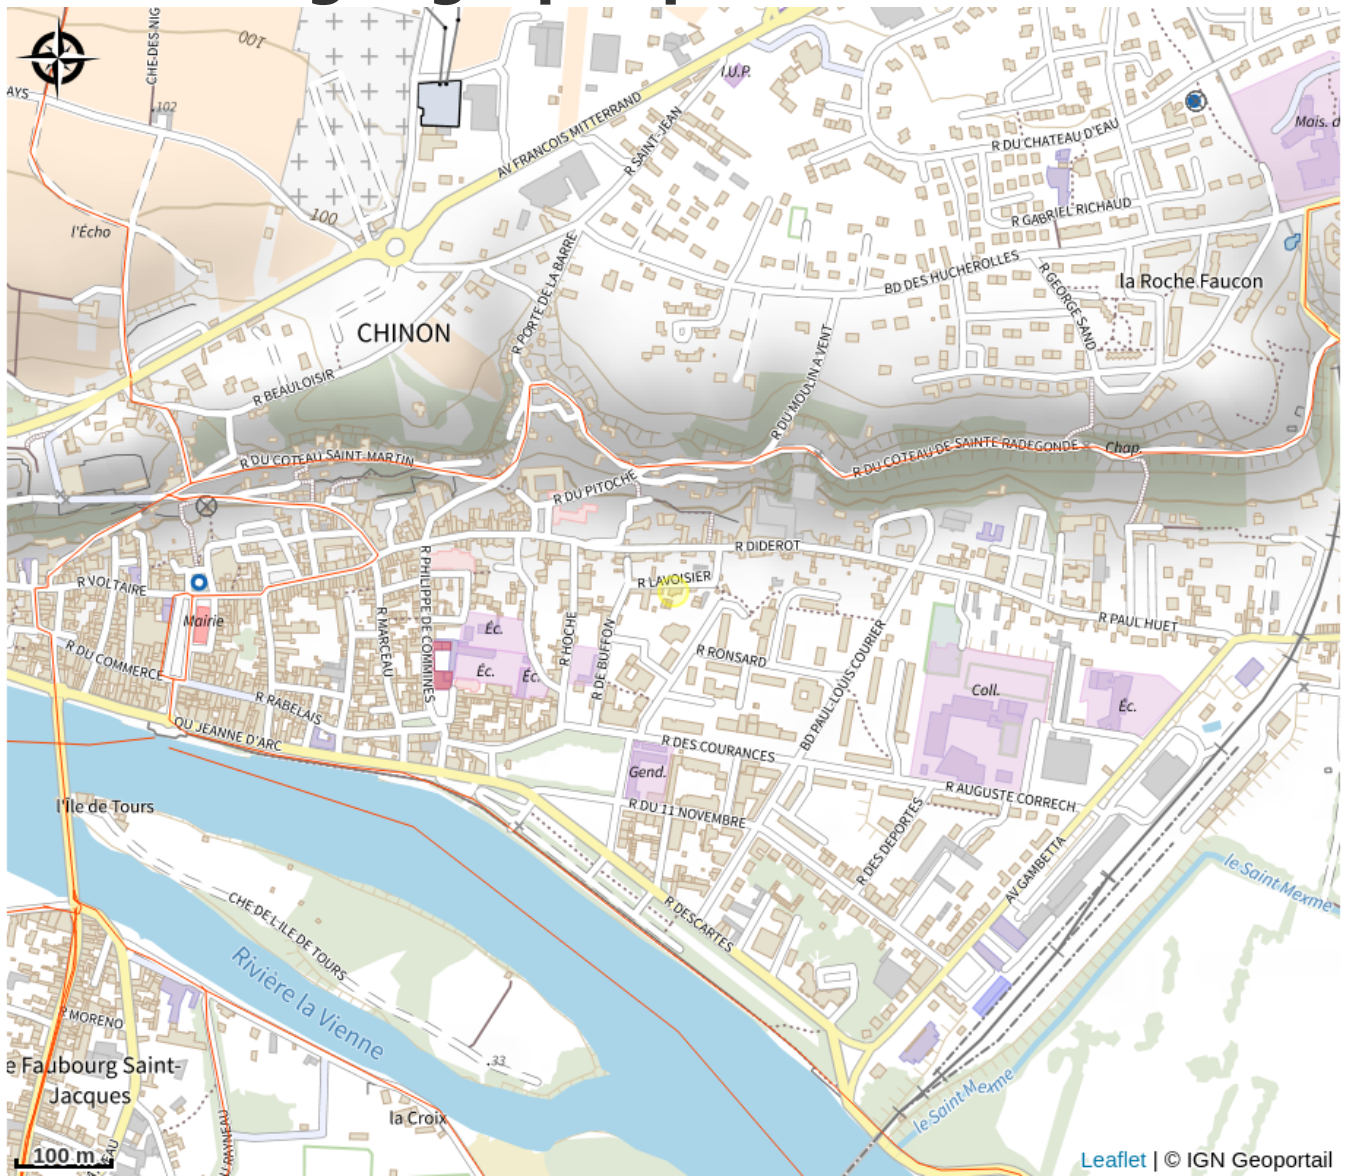 100
CHE DES NIG
I.U.P.
AYS
102
AV FRANCOIS MITTERRAND
R SAINT-JEAN
R DU CHATEAU D'EAU
Mais. d
100
l'Écho
R GABRIEL RICHAUD
R PORTE DE LA BARRE
BD DES HUCHEROLLES
R GEORGE SAND
la Roche Faucon
CHINON
R BEAULOISIR
R DU MOULIN A VENT
R DU COTEAU SAINT-MARTIN
R DU COTEAU DE SAINTE RADEGONDE
Chap.
R DU PITOCHE
R DIDEROT
R VOLTAIRE
R PHILIPPE DE COMMINES
R LAVOISIER
Mairie
R MARCEAU
Éc.
R HOCHE
R DE BUFFON
R PAUL HUET
R DU COMMERCE
Éc.
Éc.
R RONSARD
BD PAUL-LOUIS COURIER
Coll.
Éc.
R RABELAIS
QU JEANNE D'ARC
R DES COURANCES
Gend.
l'Île de Tours
R DU 11 NOVEMBRE
R AUGUSTE CORRECH
R DES DEPORTES
AV GAMBETTA
le Saint Mexme
CHE DE L'ILE DE TOURS
R DESCARTES
Rivière la Vienne
R MORENO
33
e Faubourg Saint-
Jacques
la Croix
le Saint Mexme
100 m
Leaflet | © IGN Geoportail